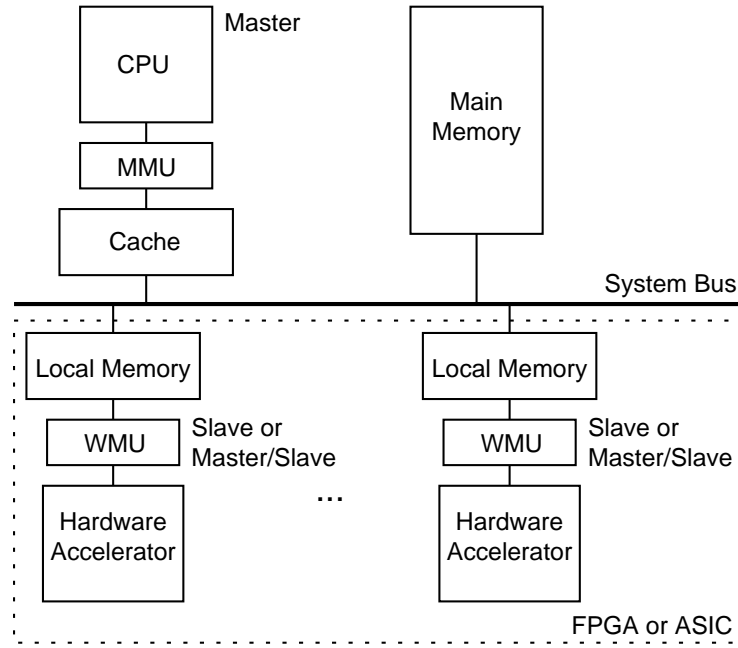 Master
CPU
Main
Memory
MMU
Cache
System Bus
Local Memory
Local Memory
WMU
Slave or
Master/Slave
WMU
Slave or
Master/Slave
...
Hardware
Accelerator
Hardware
Accelerator
FPGA or ASIC